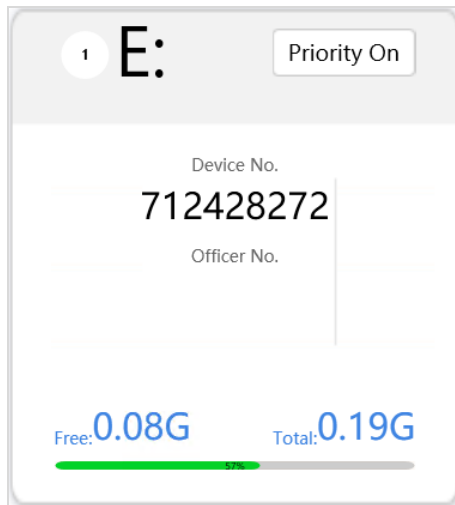 1 E: Priority On
Device No.
712428272
Officer No.
Free:0.08G Total:0.19G
57%